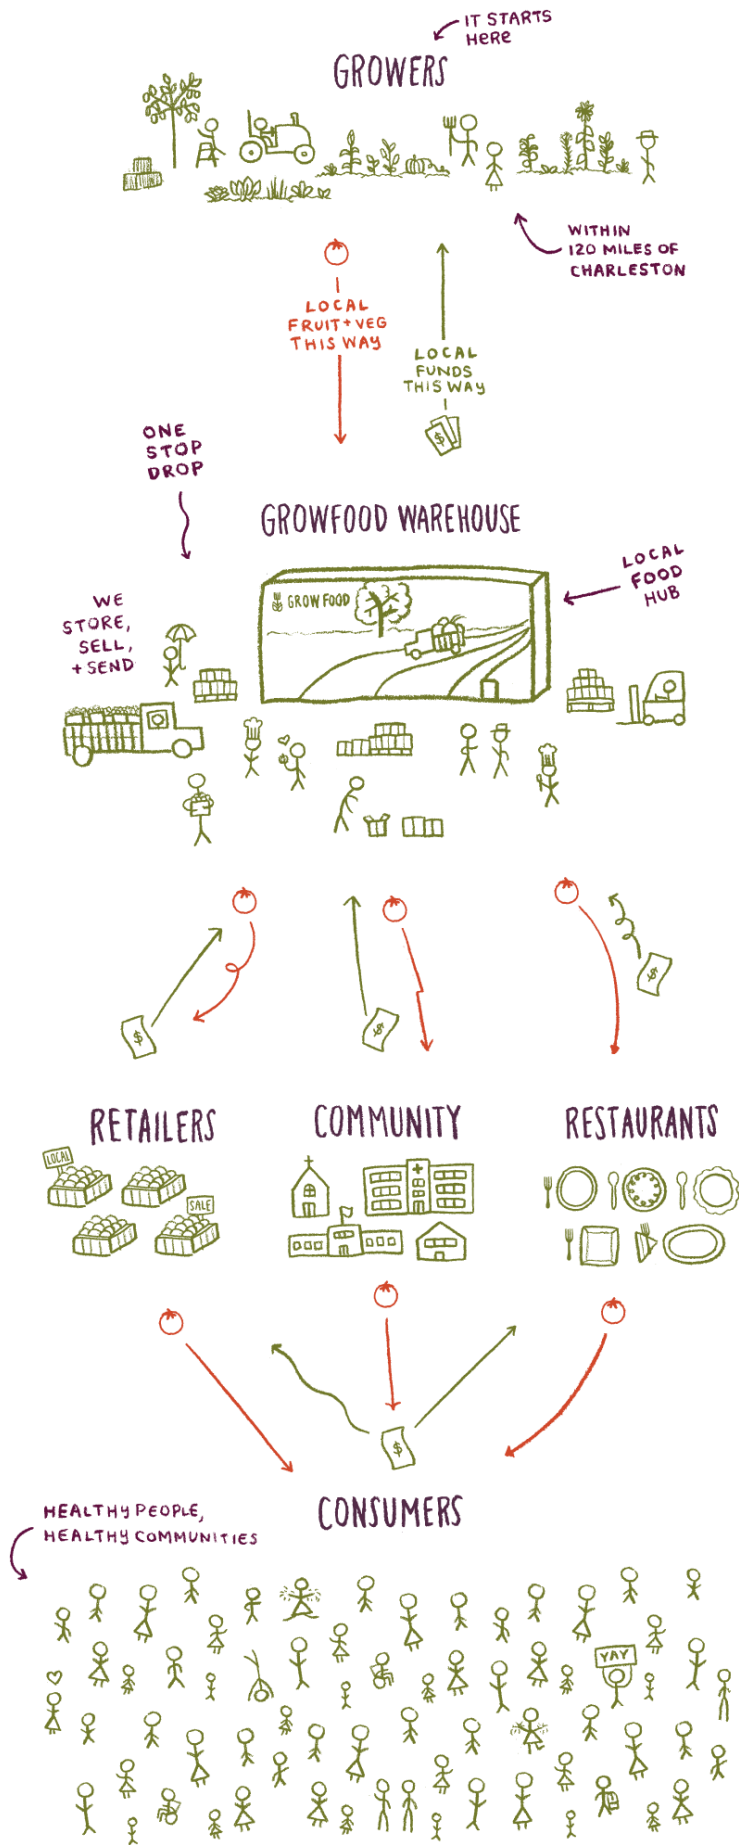 IT STARTS
HERE
GROWERS
WITHIN
120 MILES OF
CHARLESTON
LOCAL
FRUIT + VEG
THIS WAY
LOCAL
FUNDS
THIS WAY
$
ONE
STOP
DROP
GROWFOOD WAREHOUSE
LOCAL
FOOD
HUB
WE
STORE,
SELL,
+ SEND
GROW FOOD
$
$
$
RETAILERS
COMMUNITY
RESTAURANTS
LOCAL
SALE
$
CONSUMERS
HEALTHY PEOPLE,
HEALTHY COMMUNITIES
YAY